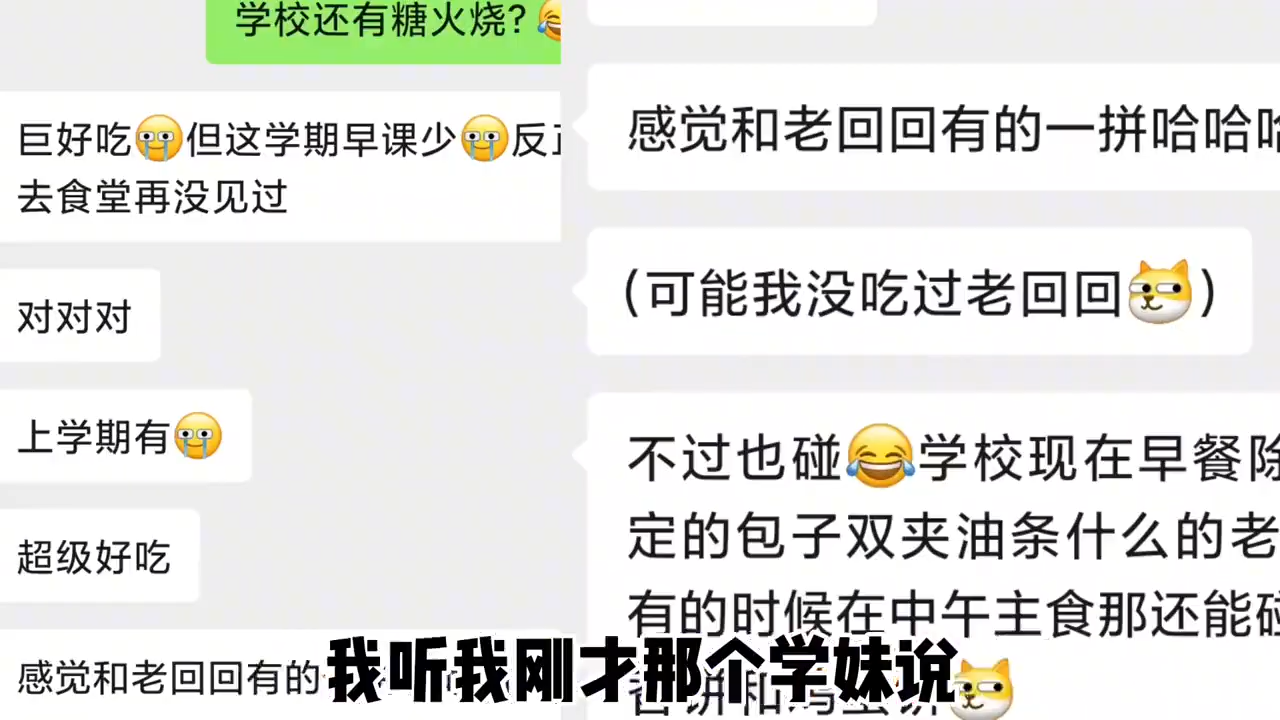 学校还有糖火烧?
巨好吃但这学期早课少反正
去食堂再没见过
对对对
上学期有
超级好吃
感觉和老回回有的
感觉和老回回有的一拼哈哈哈
(可能我没吃过老回回)
不过也碰学校现在早餐除
定的包子双夹油条什么的老
有的时候在中午主食那还能碰
我听我刚才那个学妹说